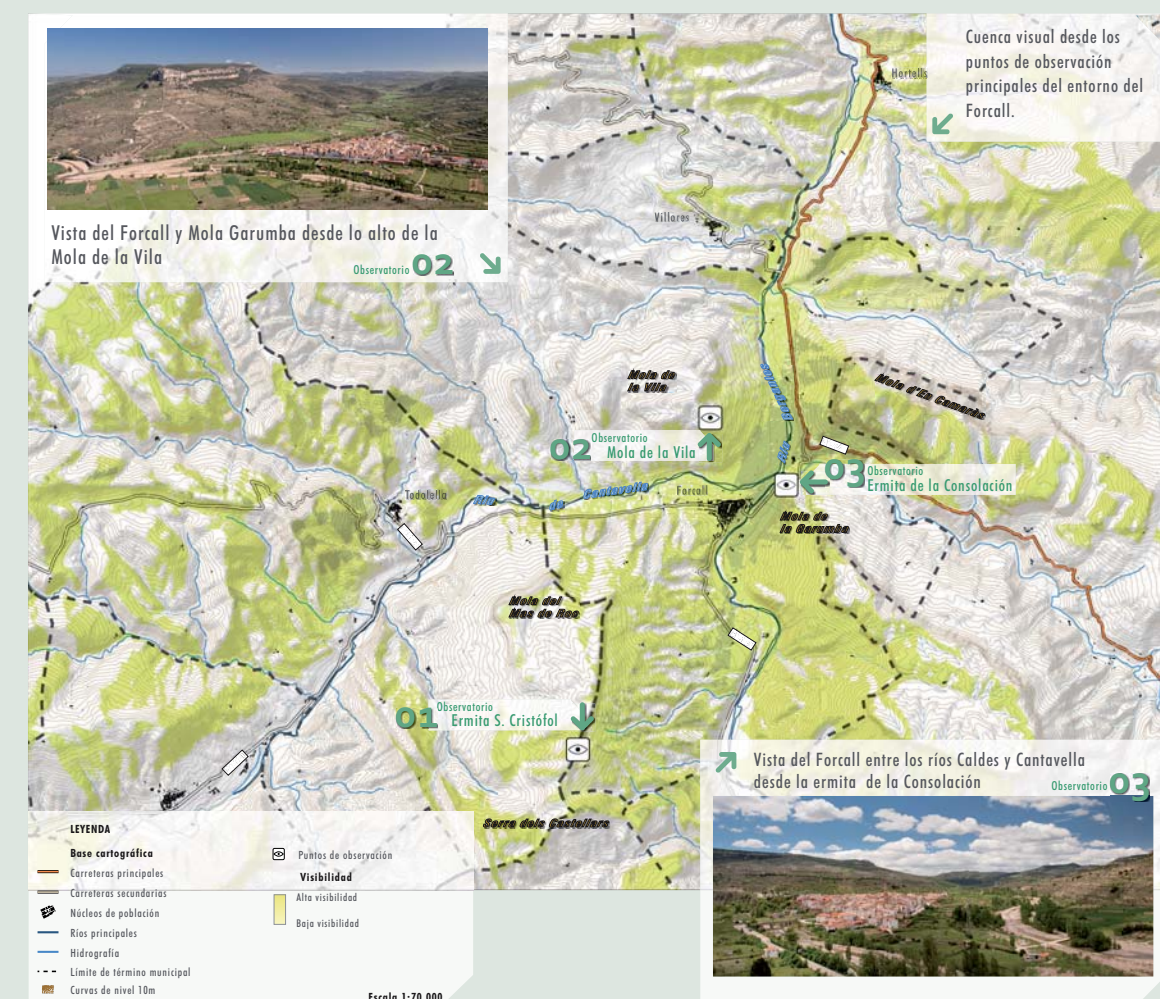 Cuenca visual desde los
puntos de observación
principales del entorno del
Forcall.
Vista del Forcall y Mola Garumba desde lo alto de la
Mola de la Vila
Observatorio 02
Hortells
Villores
Mola de
la Vila
Mola d'En Camaràs
02 Observatorio
Mola de la Vila
Río Bergantes
03 Observatorio
Ermita de la Consolación
Todolella
Río de Cantavella
Forcall
Mola de
la Garumba
Mola del
Mas de Roc
01 Observatorio
Ermita S. Cristófol
Serra dels Castellars
Vista del Forcall entre los ríos Caldes y Cantavella
desde la ermita de la Consolación
Observatorio 03
LEYENDA
Base cartográfica
Carreteras principales
Carreteras secundarias
Núcleos de población
Ríos principales
Hidrografía
Límite de término municipal
Curvas de nivel 10m
Puntos de observación
Visibilidad
Alta visibilidad
Baja visibilidad
Escala 1:70.000